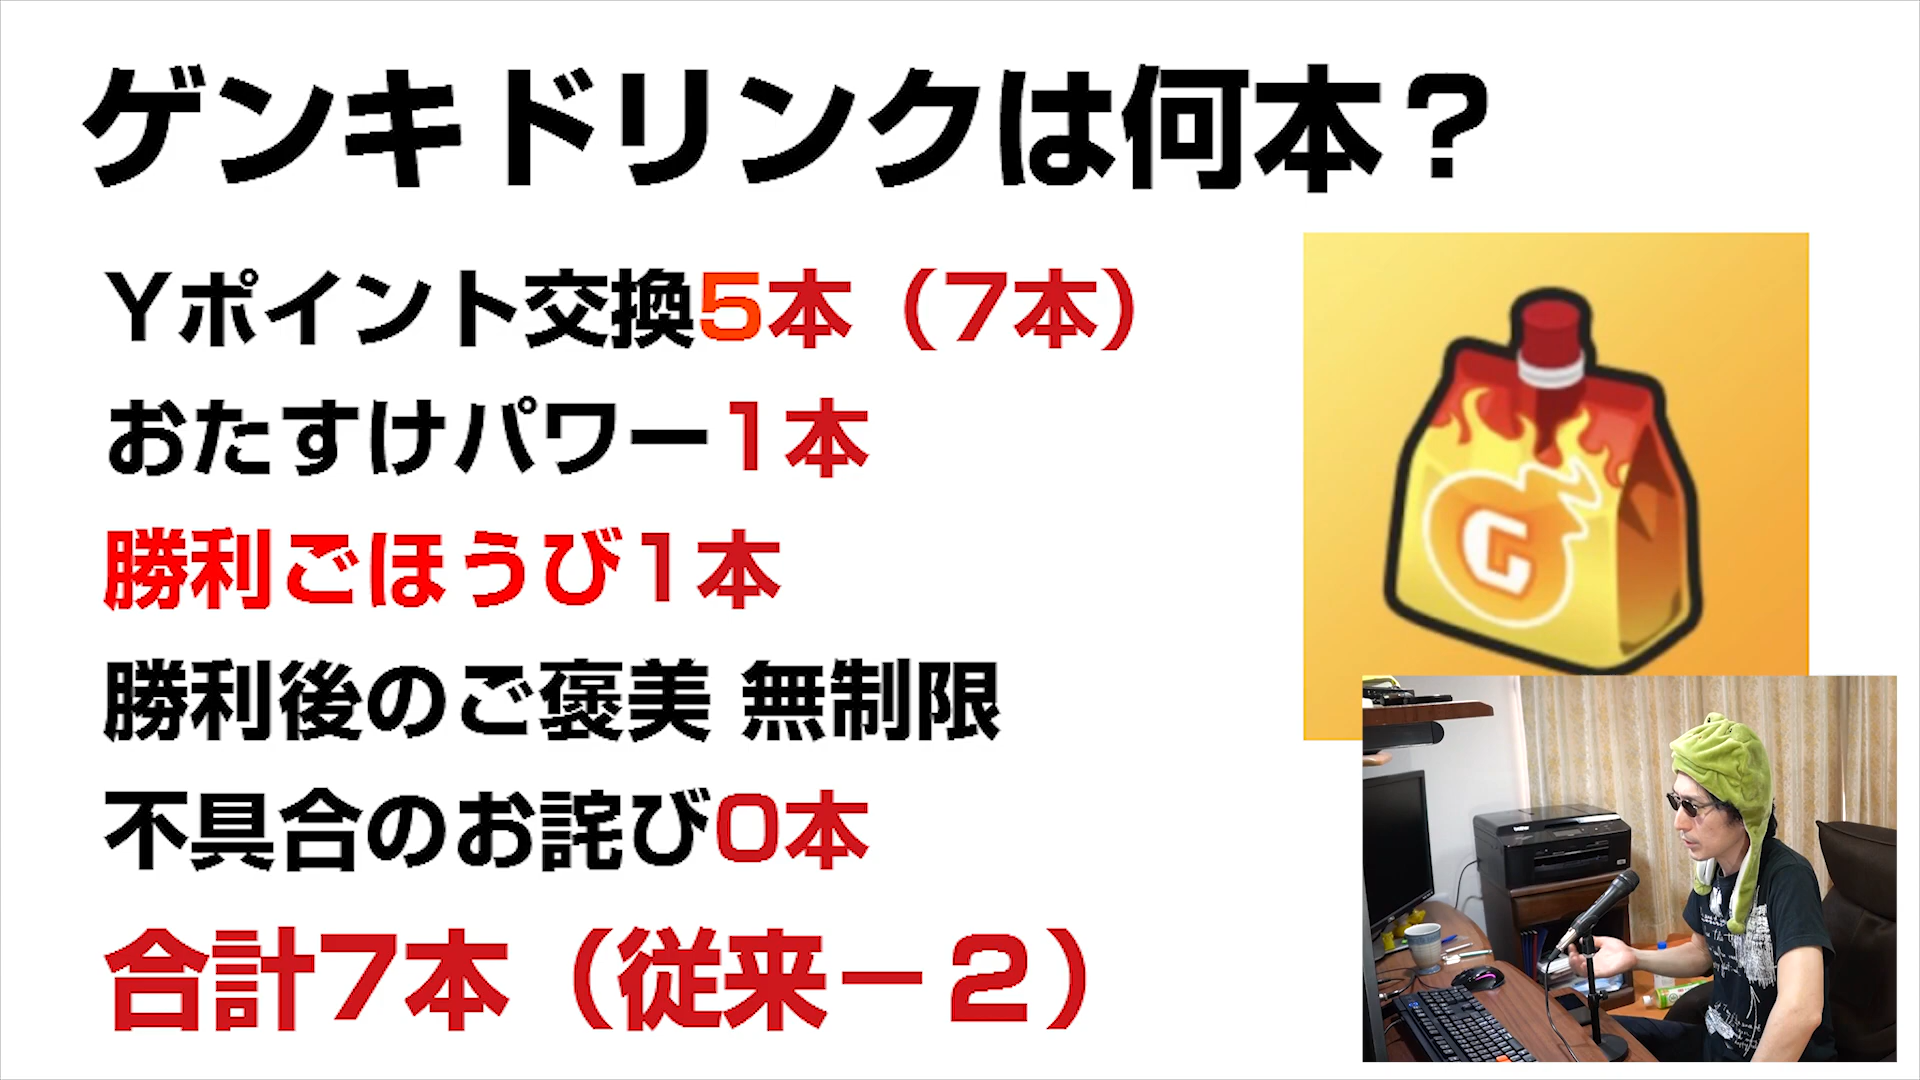 ゲンキドリンクは何本？
Yポイント交換5本（7本）
おたすけパワー1本
勝利ごほうび1本
勝利後のご褒美 無制限
不具合のお詫び0本
合計7本（従来－2）
G
brother